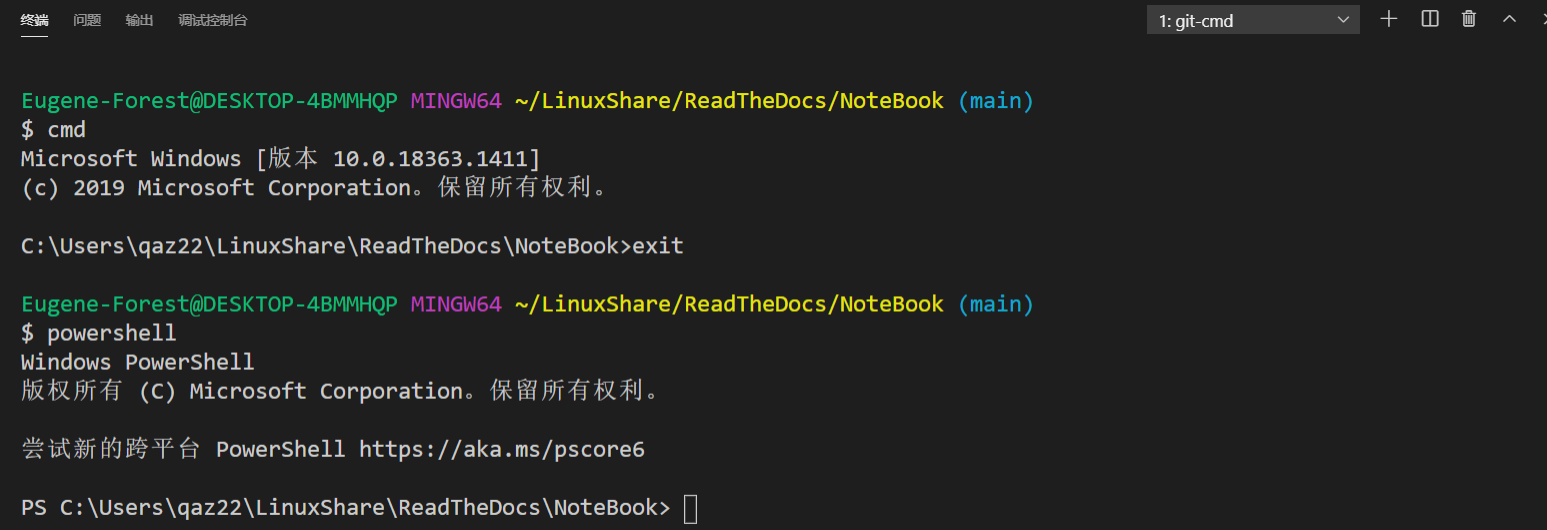 终端 问题 输出 调试控制台 1: git-cmd
Eugene-Forest@DESKTOP-4BMMHQP MINGW64 ~/LinuxShare/ReadTheDocs/NoteBook (main)
$ cmd
Microsoft Windows [版本 10.0.18363.1411]
(c) 2019 Microsoft Corporation。保留所有权利。
C:\Users\qaz22\LinuxShare\ReadTheDocs\NoteBook>exit
Eugene-Forest@DESKTOP-4BMMHQP MINGW64 ~/LinuxShare/ReadTheDocs/NoteBook (main)
$ powershell
Windows PowerShell
版权所有 (C) Microsoft Corporation。保留所有权利。
尝试新的跨平台 PowerShell https://aka.ms/pscore6
PS C:\Users\qaz22\LinuxShare\ReadTheDocs\NoteBook>